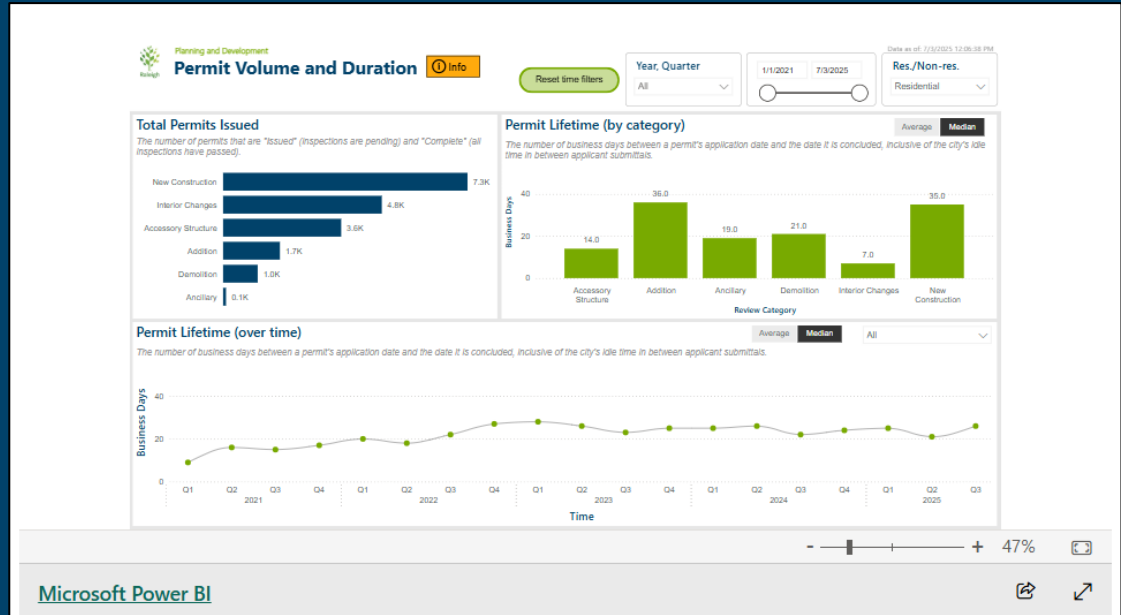 Data as of: 7/3/2025 12:06:58 PM
Planning and Development
Raleigh
Permit Volume and Duration
Info
Reset time filters
Year, Quarter
All
1/1/2021 7/3/2025
Res./Non-res.
Residential
Total Permits Issued
The number of permits that are "Issued" (inspections are pending) and "Complete" (all
inspections have passed).
New Construction 7.3K
Interior Changes 4.8K
Accessory Structure 3.6K
Addition 1.7K
Demolition 1.0K
Ancillary 0.1K
Permit Lifetime (by category)
Average Median
The number of business days between a permit's application date and the date it is concluded, inclusive of the city's idle
time in between applicant submittals.
Business Days
40
20
0
14.0
36.0
19.0
21.0
7.0
35.0
Accessory
Structure
Addition
Ancillary
Demolition
Interior Changes
New
Construction
Review Category
Permit Lifetime (over time)
Average Median
All
The number of business days between a permit's application date and the date it is concluded, inclusive of the city's idle time in between applicant submittals.
Business Days
40
20
0
Q1 Q2 Q3 Q4 Q1 Q2 Q3 Q4 Q1 Q2 Q3 Q4 Q1 Q2 Q3 Q4 Q1 Q2 Q3
2021 2022 2023 2024 2025
Time
- + 47%
Microsoft Power BI